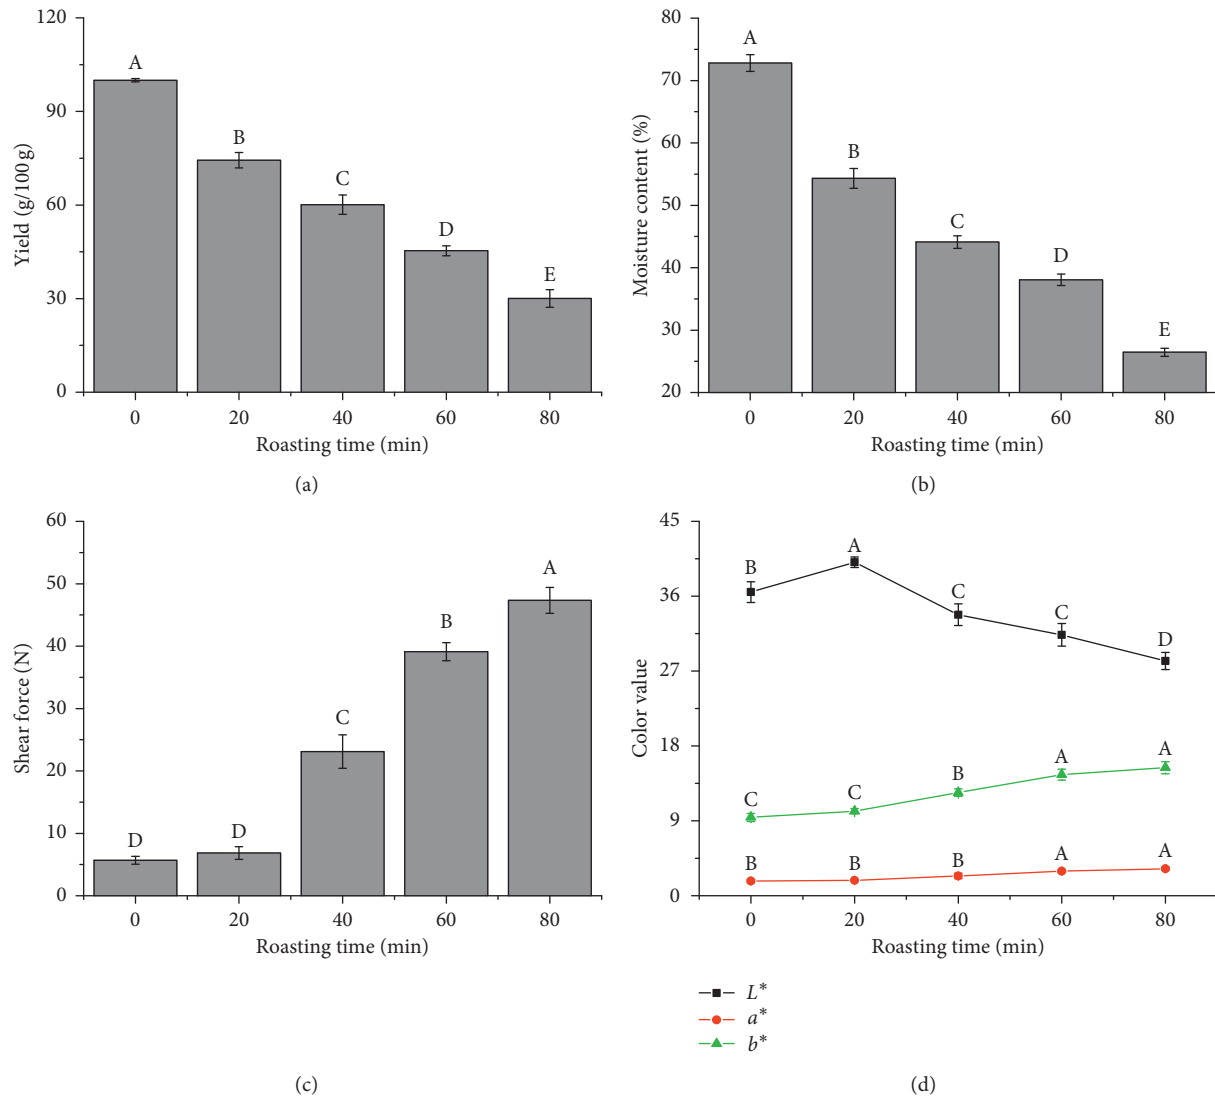 120
90
60
30
0
Yield (g/100 g)
A
B
C
D
E
0 20 40 60 80
Roasting time (min)
(a)
80
70
60
50
40
30
20
Moisture content (%)
A
B
C
D
E
0 20 40 60 80
Roasting time (min)
(b)
60
50
40
30
20
10
0
Shear force (N)
D
D
C
B
A
0 20 40 60 80
Roasting time (min)
(c)
45
36
27
18
9
0
Color value
B A C C D
C C B A A
B B B A A
0 20 40 60 80
Roasting time (min)
L*
a*
b*
(d)